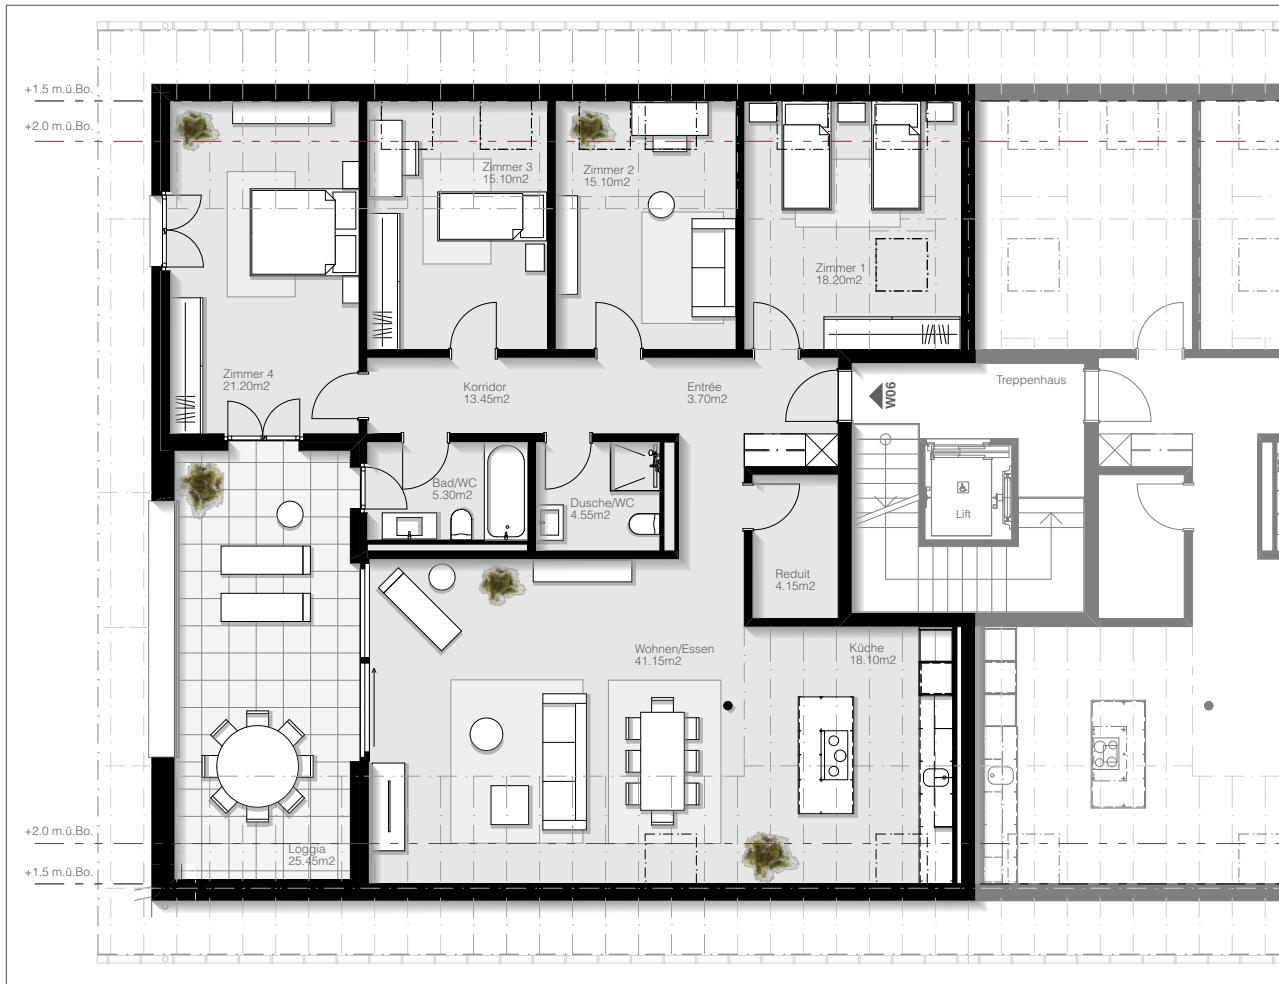 +1.5 m.ü.Bo.
+2.0 m.ü.Bo.
Zimmer 3
15.10m2
Zimmer 2
15.10m2
Zimmer 1
18.20m2
Zimmer 4
21.20m2
Korridor
13.45m2
Entrée
3.70m2
W06
Treppenhaus
Bad/WC
5.30m2
Dusche/WC
4.55m2
Lift
Reduit
4.15m2
Wohnen/Essen
41.15m2
Küche
18.10m2
Loggia
25.45m2
+2.0 m.ü.Bo.
+1.5 m.ü.Bo.